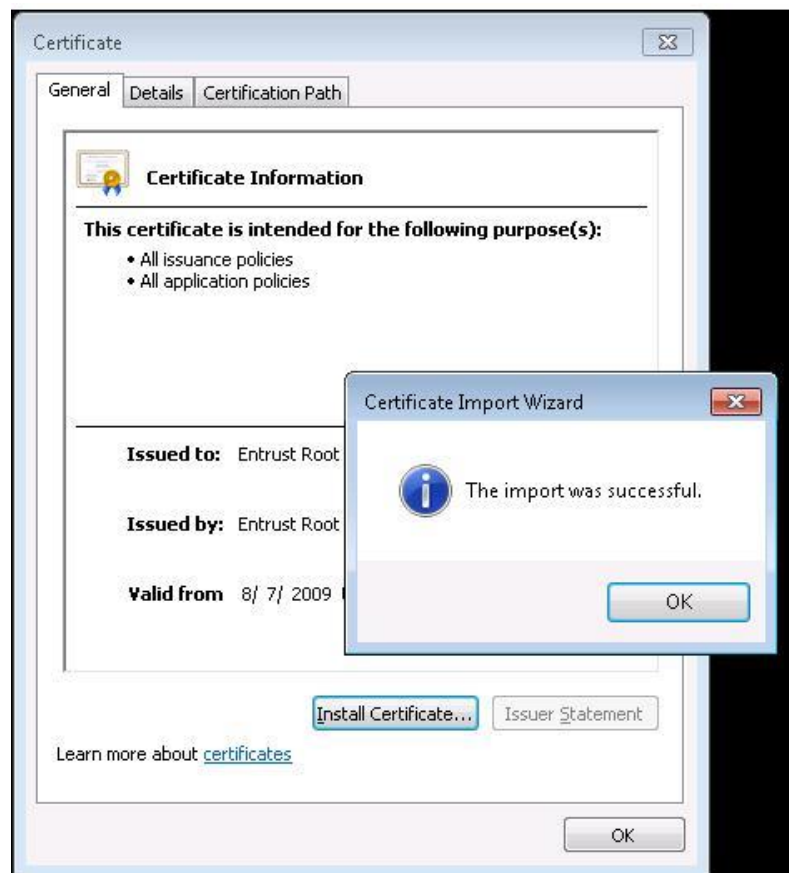 Certificate
General Details Certification Path
Certificate Information
This certificate is intended for the following purpose(s):
• All issuance policies
• All application policies
Issued to: Entrust Root
Issued by: Entrust Root
Valid from 8/ 7/ 2009
Certificate Import Wizard
The import was successful.
OK
Install Certificate... Issuer Statement
Learn more about certificates
OK